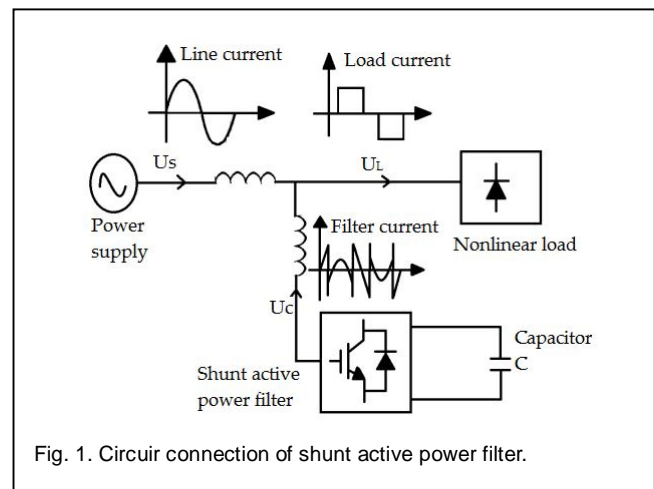 Line current
Load current
Us
UL
Power
supply
Nonlinear load
Filter current
Uc
Shunt active
power filter
Capacitor
C
Fig. 1. Circuir connection of shunt active power filter.